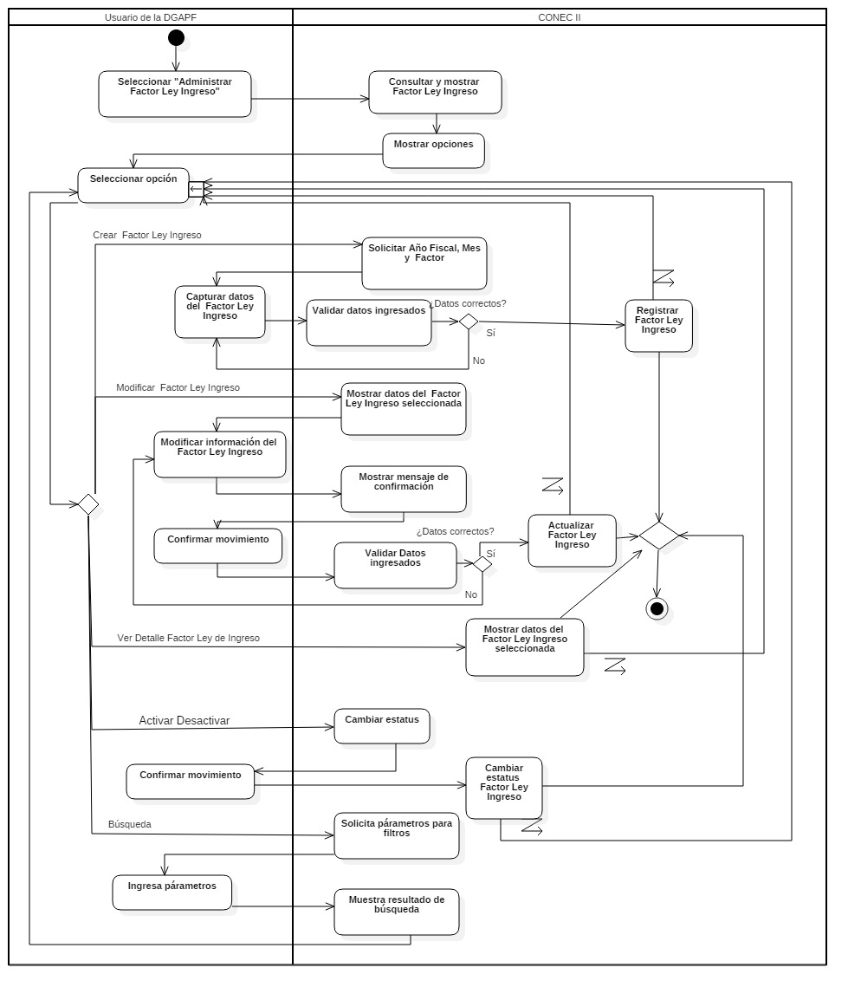 Usuario de la DGAPF
CONEC II
Seleccionar "Administrar
Factor Ley Ingreso"
Consultar y mostrar
Factor Ley Ingreso
Mostrar opciones
Seleccionar opción
Crear  Factor Ley Ingreso
Solicitar Año Fiscal, Mes
y  Factor
Capturar datos
del  Factor Ley
Ingreso
Validar datos ingresados
¿Datos correctos?
Sí
No
Registrar
Factor Ley
Ingreso
Modificar  Factor Ley Ingreso
Mostrar datos del  Factor
Ley Ingreso seleccionada
Modificar información del
Factor Ley Ingreso
Mostrar mensaje de
confirmación
Confirmar movimiento
¿Datos correctos?
Validar Datos
ingresados
Sí
No
Actualizar
Factor Ley
Ingreso
Ver Detalle Factor Ley de Ingreso
Mostrar datos del
Factor Ley Ingreso
seleccionada
Activar Desactivar
Cambiar estatus
Confirmar movimiento
Cambiar
estatus
Factor Ley
Ingreso
Búsqueda
Solicita párametros para
filtros
Ingresa párametros
Muestra resultado de
búsqueda